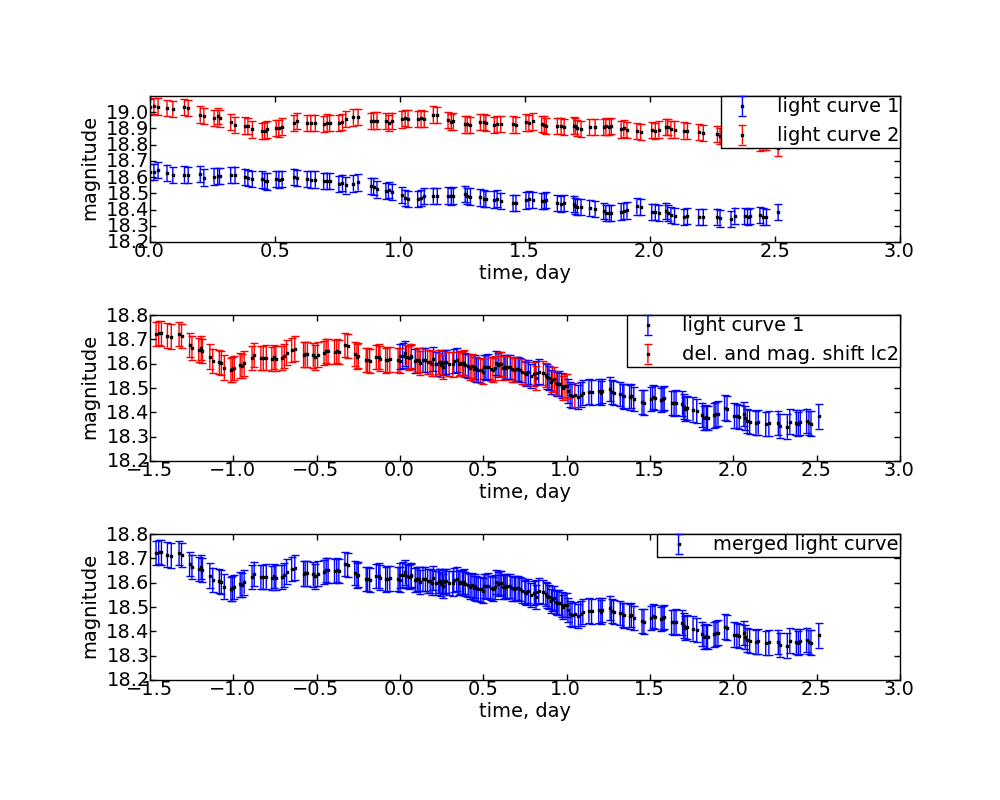 19.0
18.9
18.8
18.7
18.6
18.5
18.4
18.3
18.2
magnitude
light curve 1
light curve 2
0.0 0.5 1.0 1.5 2.0 2.5 3.0
time, day
18.8
18.7
18.6
18.5
18.4
18.3
18.2
magnitude
light curve 1
del. and mag. shift lc2
−1.5 −1.0 −0.5 0.0 0.5 1.0 1.5 2.0 2.5 3.0
time, day
18.8
18.7
18.6
18.5
18.4
18.3
18.2
magnitude
merged light curve
−1.5 −1.0 −0.5 0.0 0.5 1.0 1.5 2.0 2.5 3.0
time, day